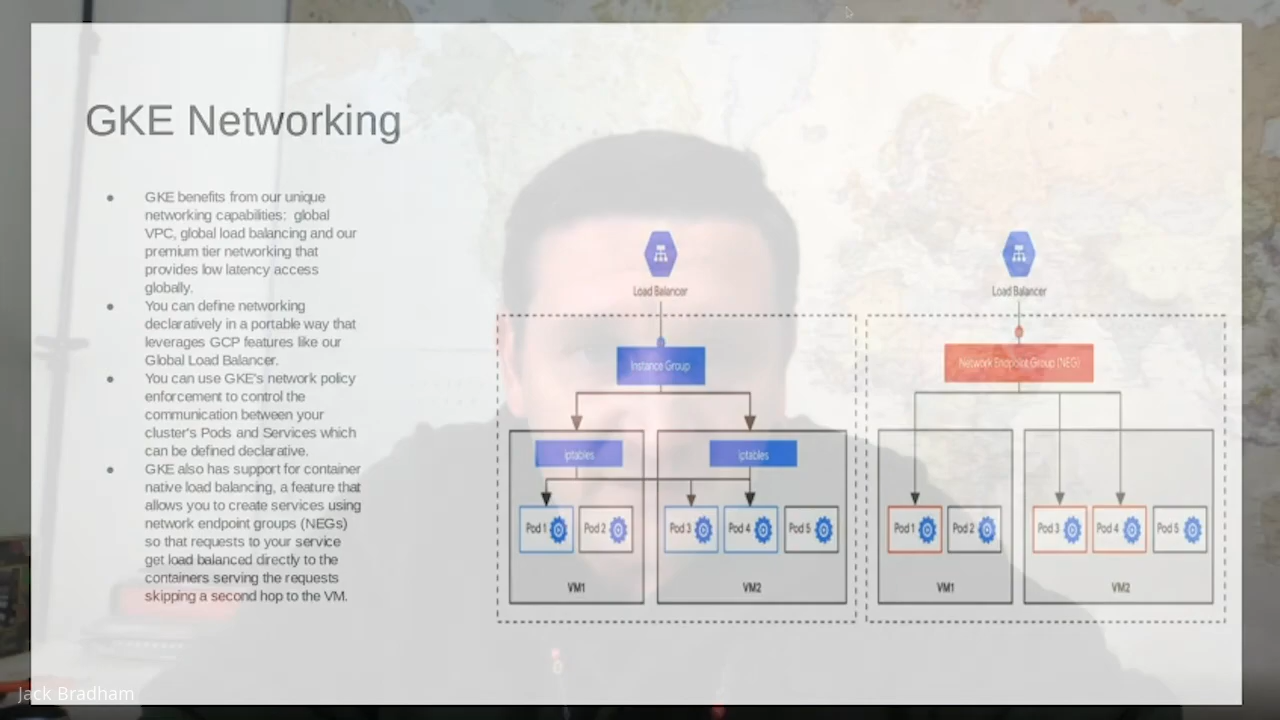 GKE Networking
● GKE benefits from our unique
networking capabilities: global
VPC, global load balancing and our
premium tier networking that
provides low latency access
globally.
● You can define networking
declaratively in a portable way that
leverages GCP features like our
Global Load Balancer.
● You can use GKE's network policy
enforcement to control the
communication between your
cluster's Pods and Services which
can be defined declarative.
● GKE also has support for container
native load balancing, a feature that
allows you to create services using
network endpoint groups (NEGs)
so that requests to your service
get load balanced directly to the
containers serving the requests
skipping a second hop to the VM.
Load Balancer
Instance Group
iptables
iptables
Pod 1
Pod 2
Pod 3
Pod 4
Pod 5
VM1
VM2
Load Balancer
Network Endpoint Group (NEG)
Pod 1
Pod 2
Pod 3
Pod 4
Pod 5
VM1
VM2
Jack Bradham